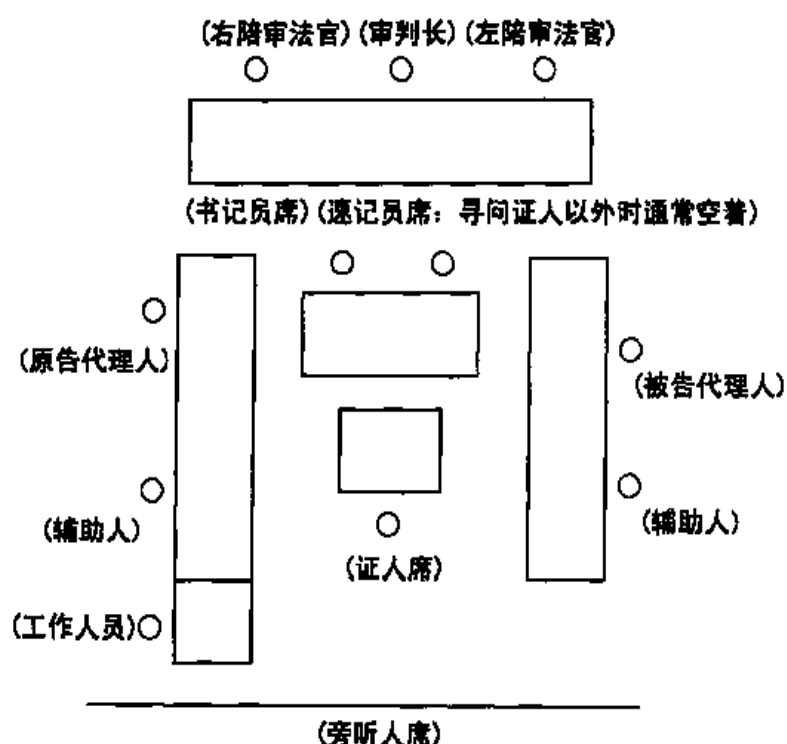 (右陪审法官)(审判长)(左陪审法官)
(书记员席)(速记员席：寻问证人以外时通常空着)
(原告代理人)
(被告代理人)
(辅助人)
(辅助人)
(证人席)
(工作人员)
(旁听人席)